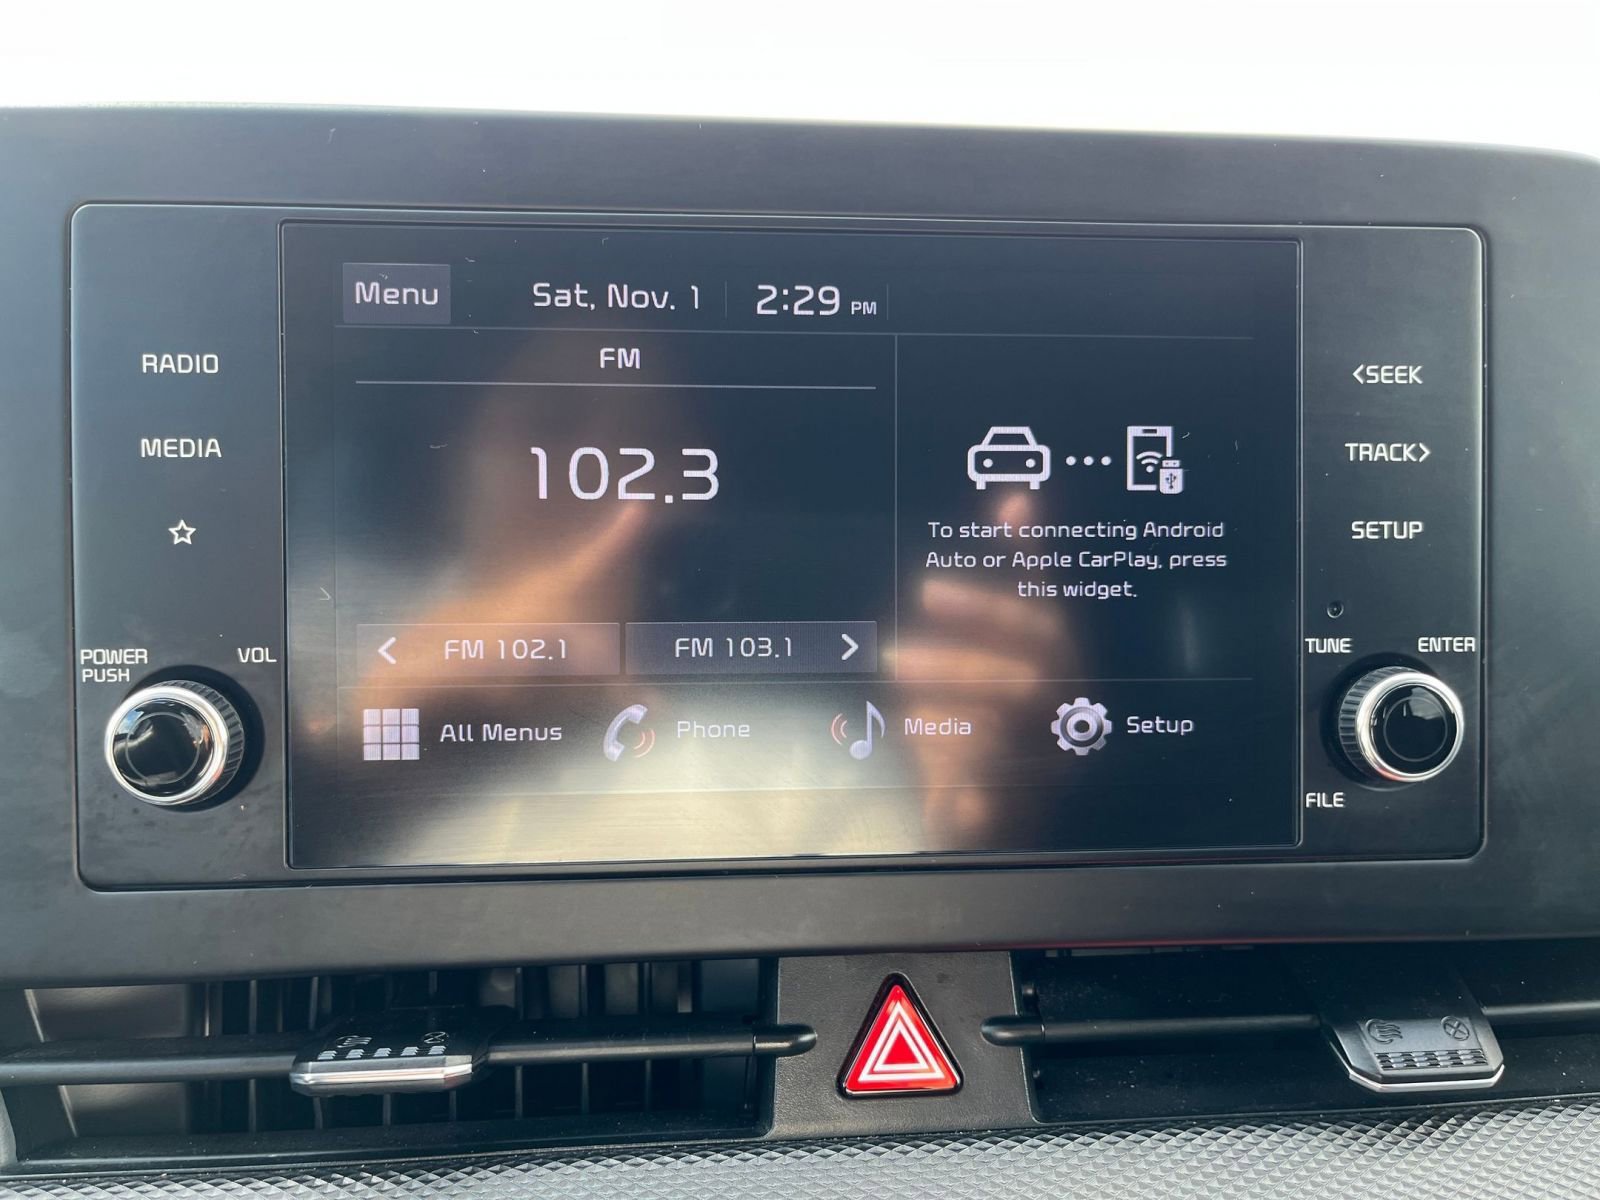 Menu
Sat, Nov. 1
2:29 PM
RADIO
FM
<SEEK
MEDIA
102.3
TRACK>
To start connecting Android
Auto or Apple CarPlay, press
this widget.
SETUP
POWER
PUSH
VOL
< FM 102.1
FM 103.1 >
TUNE
ENTER
All Menus
Phone
Media
Setup
FILE